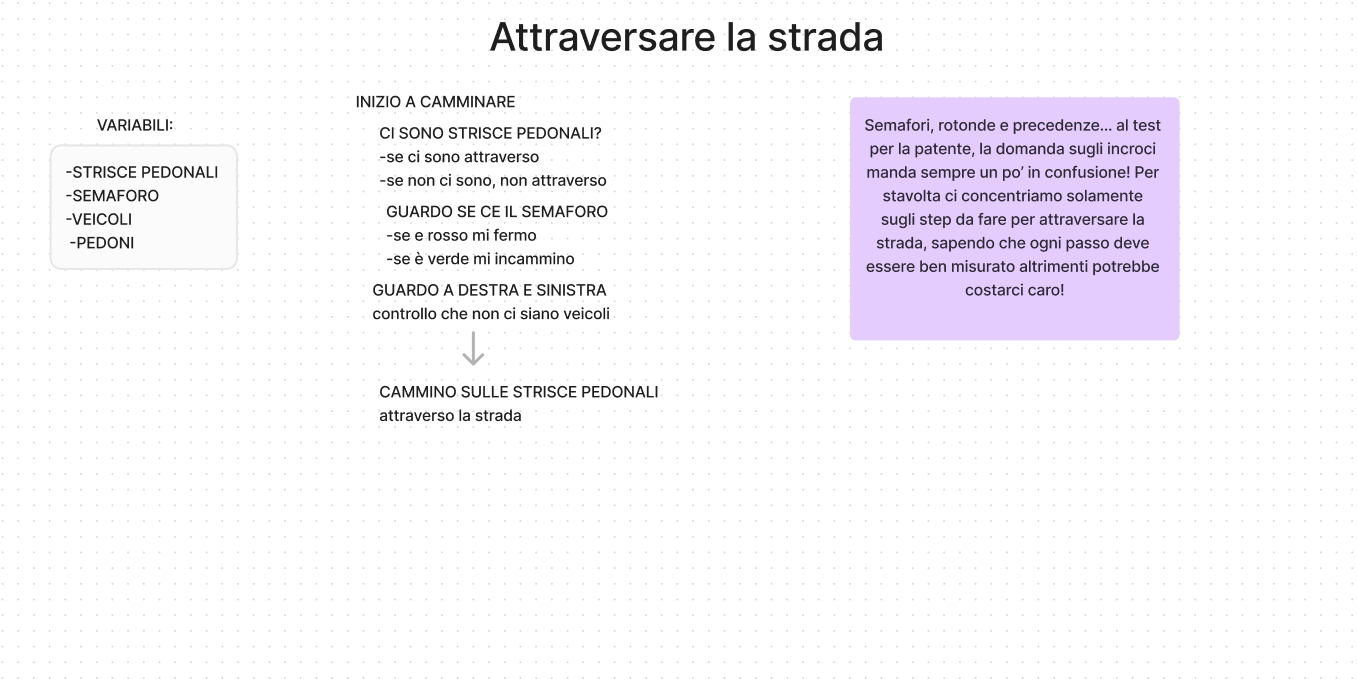 Attraversare la strada
VARIABILI:
-STRISCE PEDONALI
-SEMAFORO
-VEICOLI
-PEDONI
INIZIO A CAMMINARE
CI SONO STRISCE PEDONALI?
-se ci sono attraverso
-se non ci sono, non attraverso
GUARDO SE CE IL SEMAFORO
-se e rosso mi fermo
-se è verde mi incammino
GUARDO A DESTRA E SINISTRA
controllo che non ci siano veicoli
CAMMINO SULLE STRISCE PEDONALI
attraverso la strada
Semafori, rotonde e precedenze... al test
per la patente, la domanda sugli incroci
manda sempre un po’ in confusione! Per
stavolta ci concentriamo solamente
sugli step da fare per attraversare la
strada, sapendo che ogni passo deve
essere ben misurato altrimenti potrebbe
costarci caro!